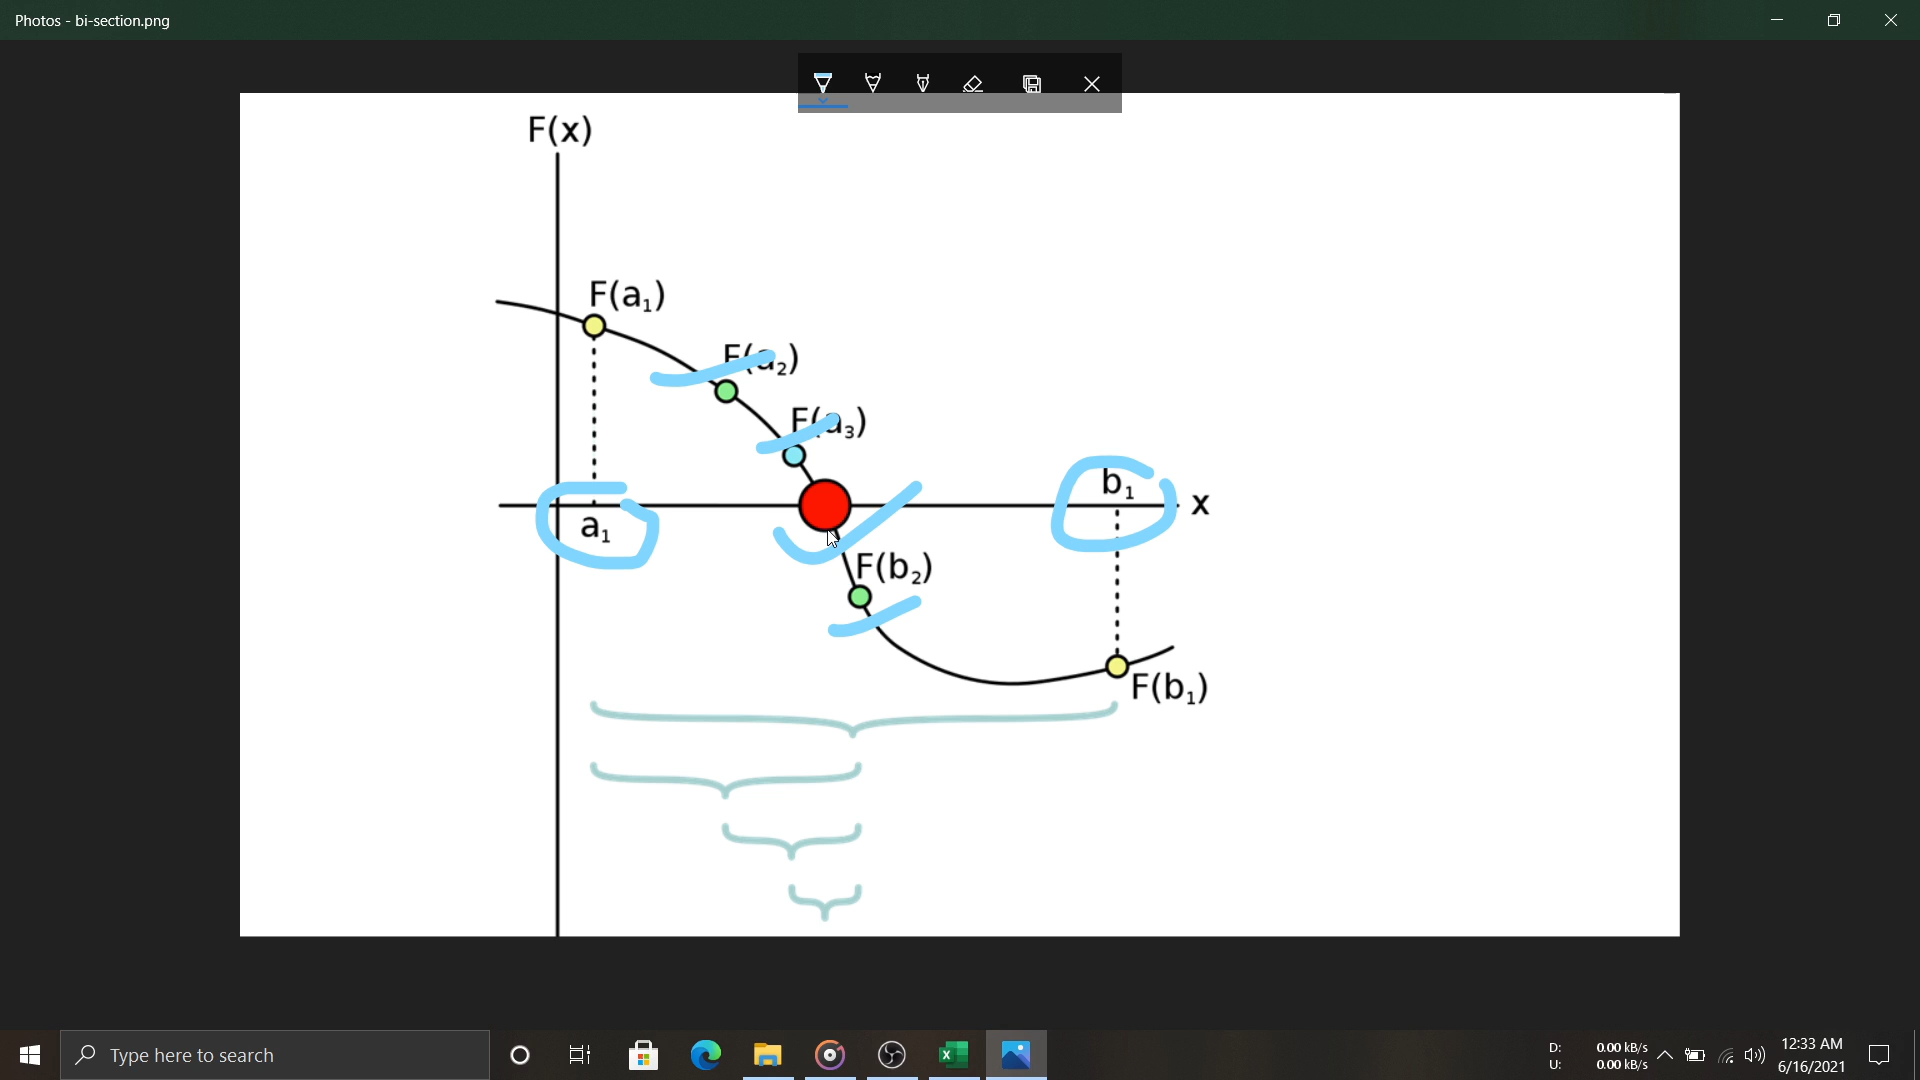 Photos - bi-section.png
F(x)
F(a₁)
F(a₂)
F(a₃)
b₁
x
a₁
F(b₂)
F(b₁)
Type here to search
D: 0.00 kB/s
U: 0.00 kB/s
12:33 AM
6/16/2021